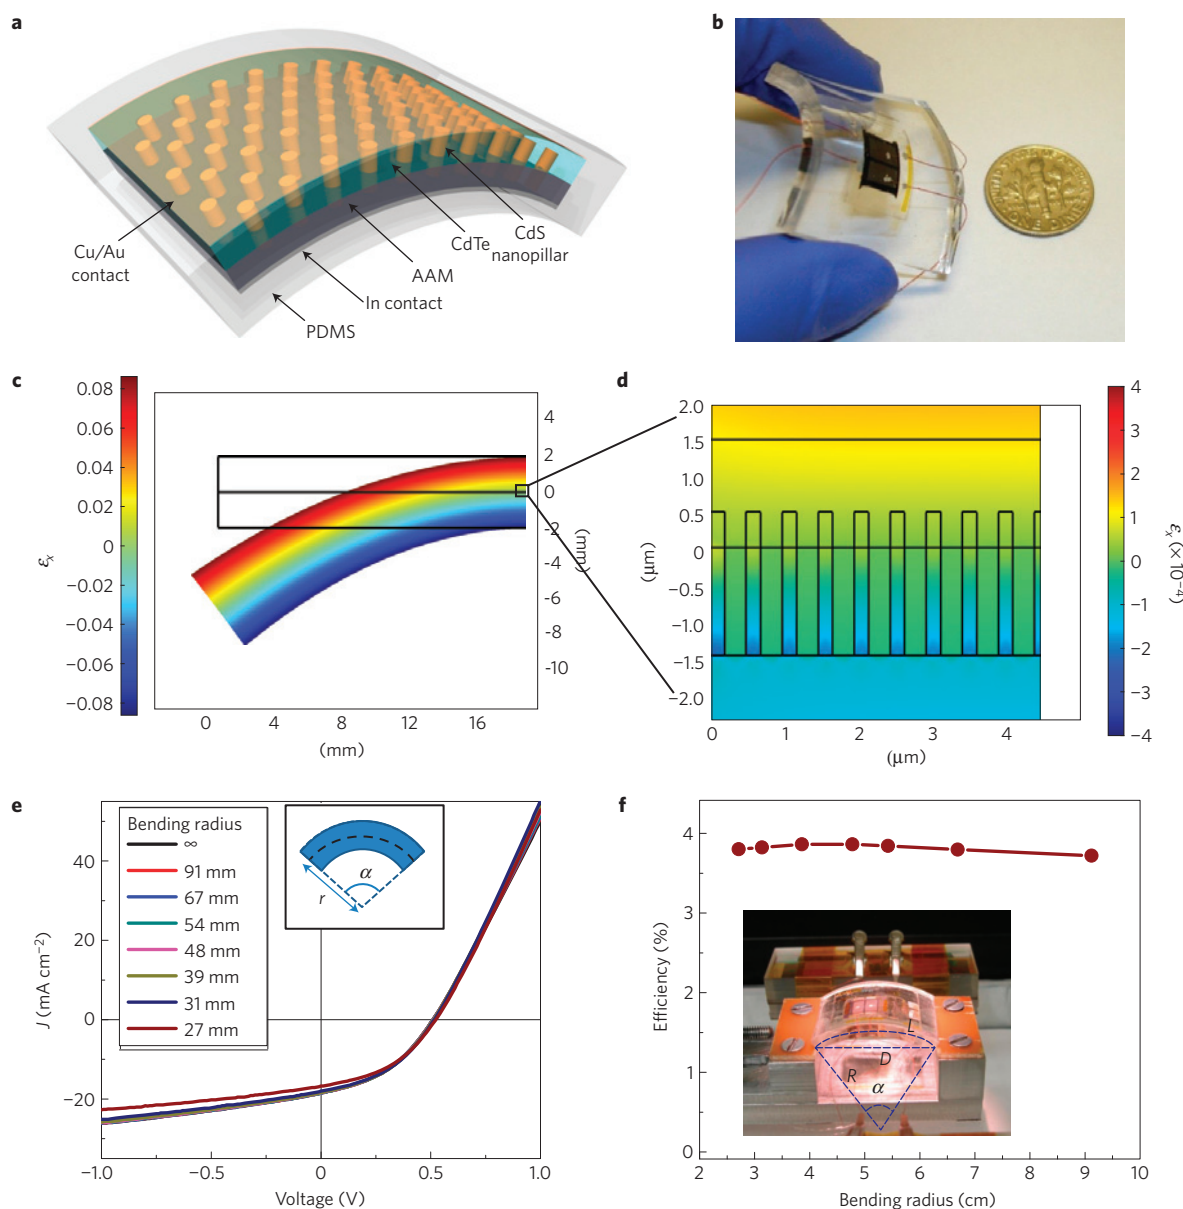 a
Cu/Au
contact
CdTe
CdS
nanopillar
AAM
In contact
PDMS
b
c
0.08
0.06
0.04
0.02
0
−0.02
−0.04
−0.06
−0.08
εx
4
2
0
-2
-4
-6
-8
-10
(mm)
0
4
8
12
16
(mm)
d
2.0
1.5
1.0
0.5
0
−0.5
−1.0
−1.5
−2.0
(μm)
0
1
2
3
4
(μm)
4
3
2
1
0
−1
−2
−3
−4
εx (×10−4)
e
Bending radius
∞
91 mm
67 mm
54 mm
48 mm
39 mm
31 mm
27 mm
α
r
40
20
0
−20
J (mA cm−2)
−1.0
−0.5
0
0.5
1.0
Voltage (V)
f
4
3
2
1
0
Efficiency (%)
L
D
R
α
2
3
4
5
6
7
8
9
10
Bending radius (cm)